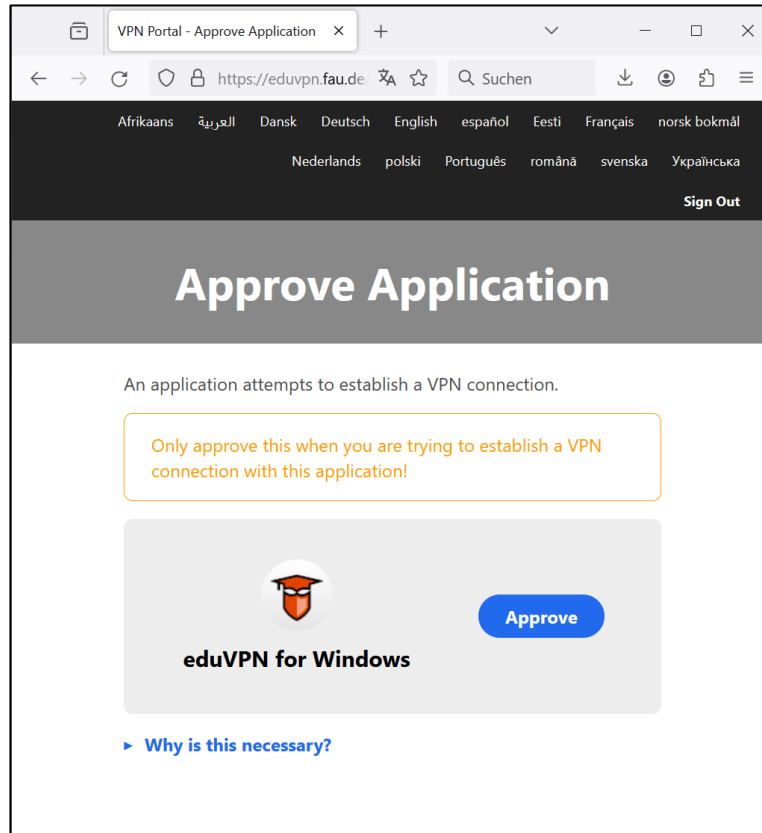 VPN Portal - Approve Application
https://eduvpn.fau.de/
Suchen
Afrikaans العربية Dansk Deutsch English español Eesti Français norsk bokmål
Nederlands polski Português română svenska Українська
Sign Out
Approve Application
An application attempts to establish a VPN connection.
Only approve this when you are trying to establish a VPN
connection with this application!
Approve
eduVPN for Windows
Why is this necessary?